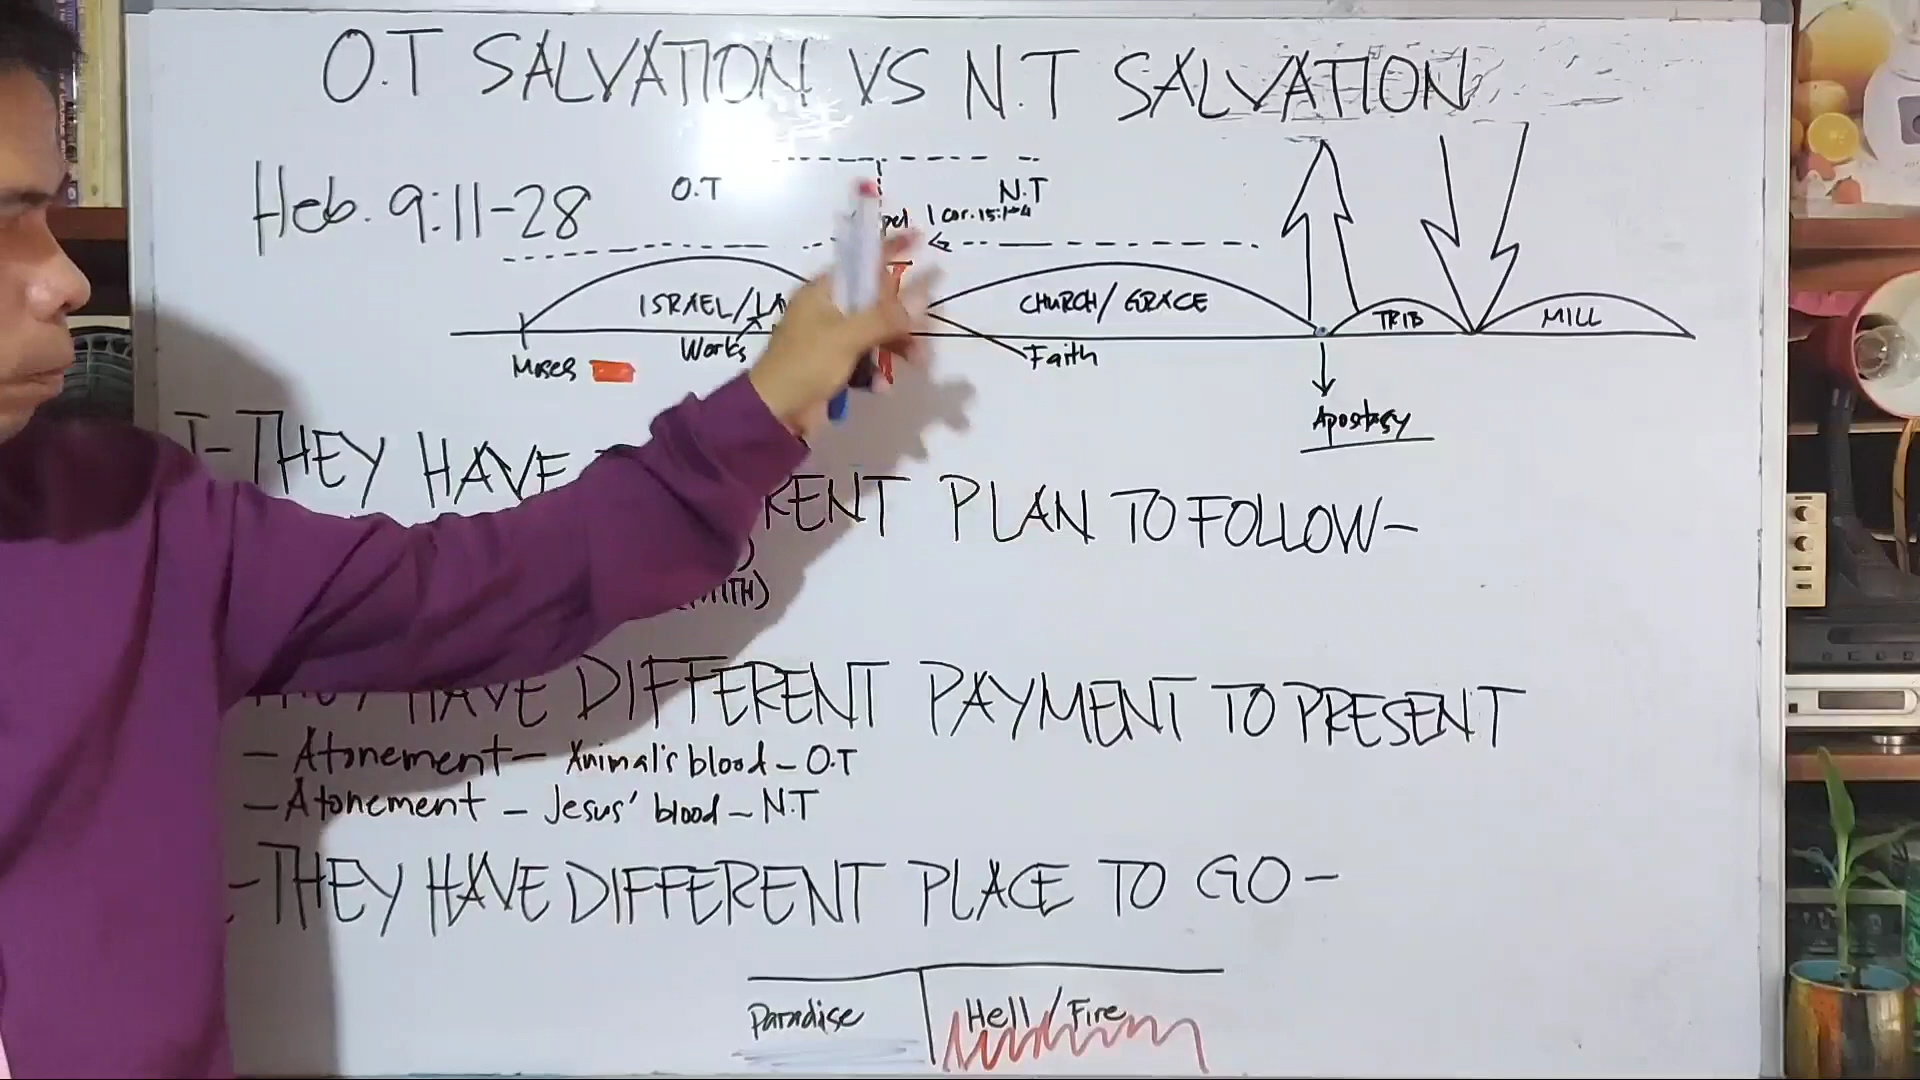 O.T SALVATION VS N.T SALVATION
Heb. 9:11-28
O.T
N.T
1 Cor. 15:1-4
ISRAEL/
CHURCH/GRACE
TRIB
MILL
Moses
Works
Faith
Apostasy
I- THEY HAVE PLAN TO FOLLOW-
HAVE DIFFERENT PAYMENT TO PRESENT
- Atonement - Animal's blood - O.T
- Atonement - Jesus' blood - N.T
- THEY HAVE DIFFERENT PLACE TO GO -
Paradise
Hell/Fire